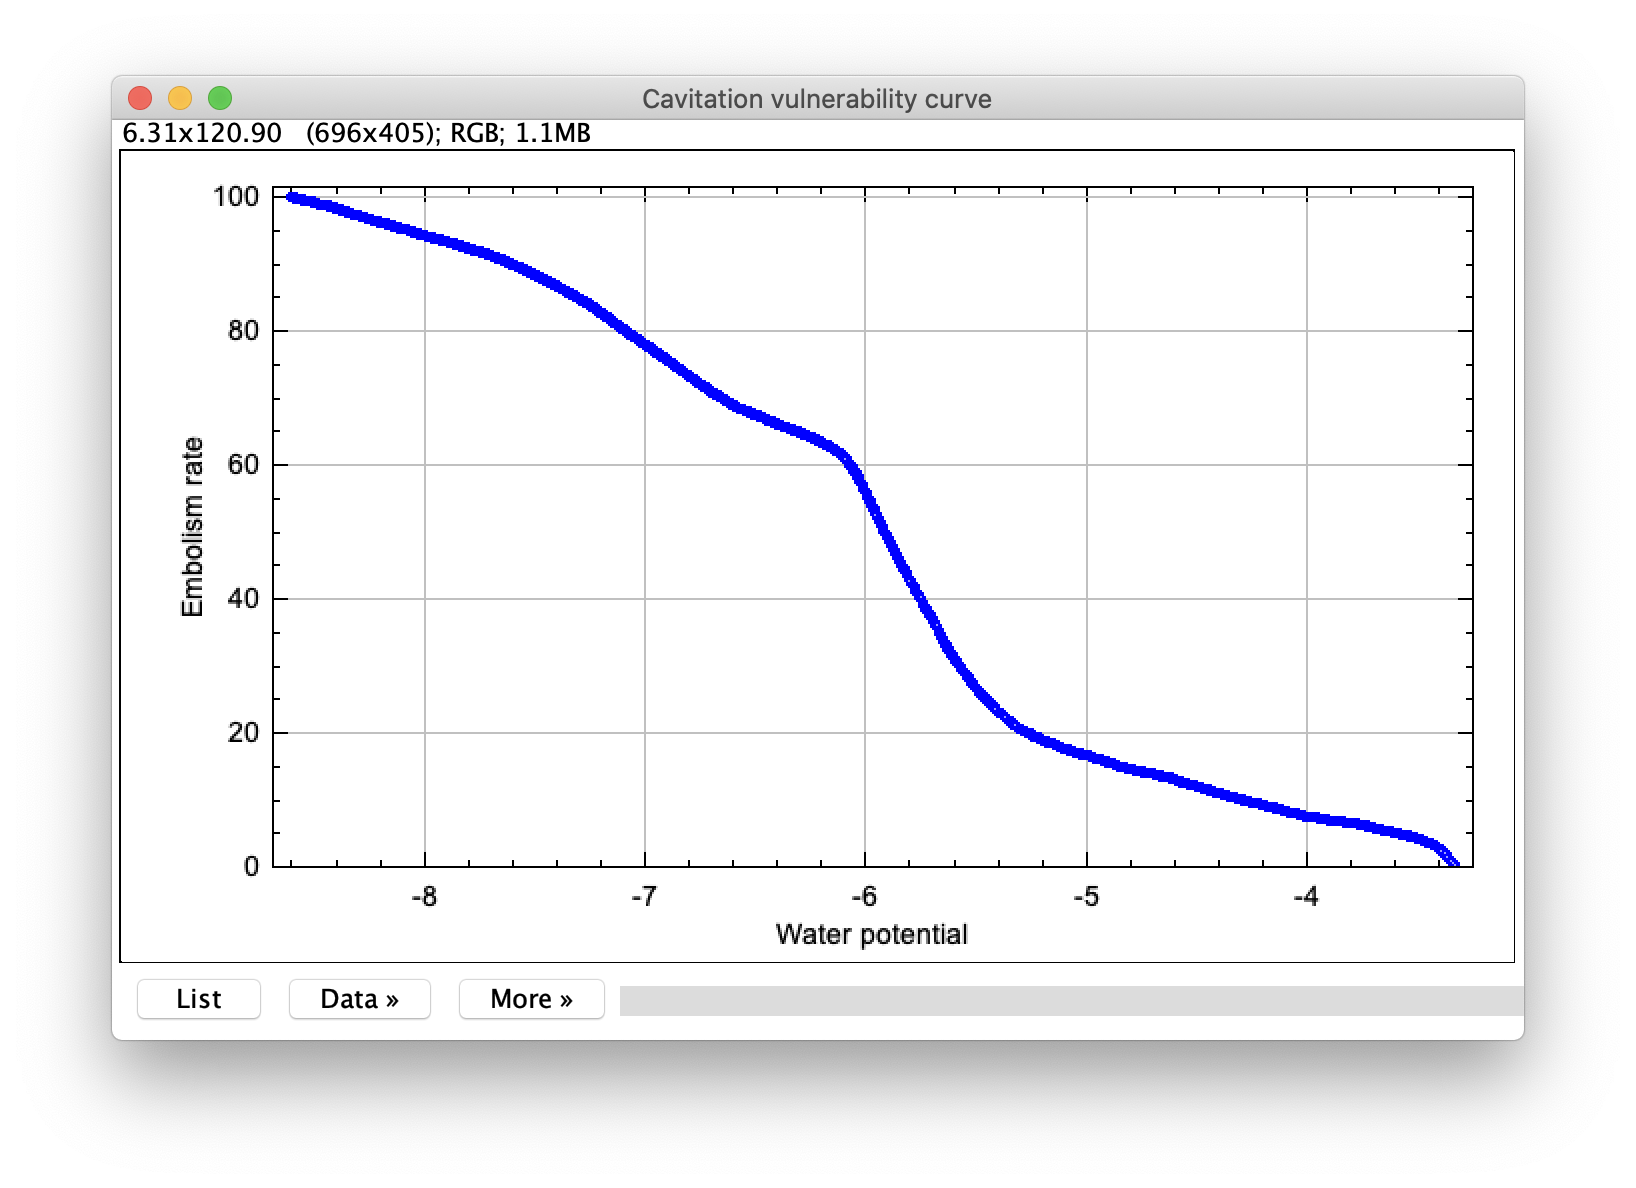 Cavitation vulnerability curve
6.31x120.90 (696x405); RGB; 1.1MB
100
80
60
40
20
0
Embolism rate
-8 -7 -6 -5 -4
Water potential
List Data » More »